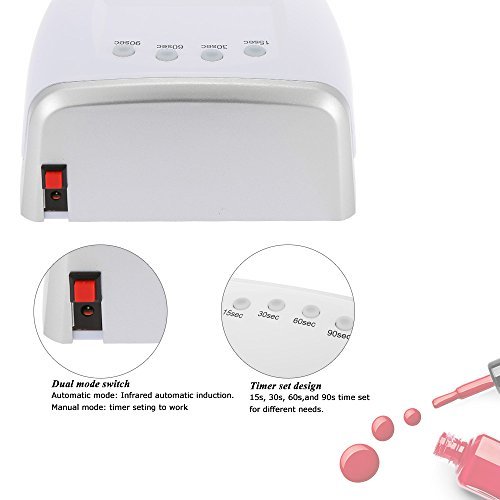 90sec 60sec 30sec 15sec
15sec 30sec 60sec 90sec
Dual mode switch
Automatic mode: Infrared automatic induction.
Manual mode: timer seting to work
Timer set design
15s, 30s, 60s,and 90s time set
for different needs.